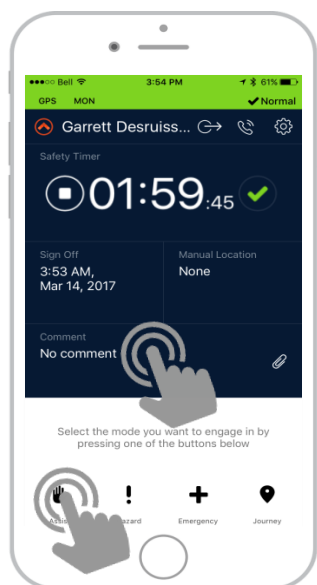 Bell 3:54 PM 61%
GPS MON Normal
Garrett Desruiss...
Safety Timer
01:59:45
Sign Off
Manual Location
3:53 AM,
Mar 14, 2017
None
Comment
No comment
Select the mode you want to engage in by
pressing one of the buttons
below
Emergency Journey